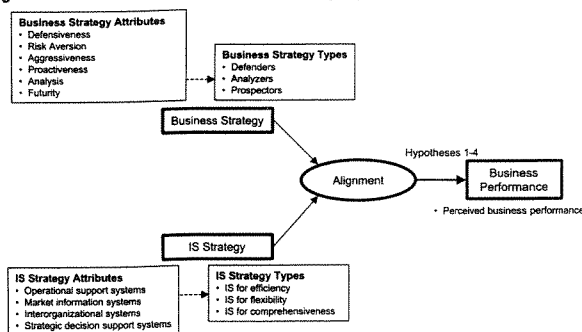 Business Strategy Attributes
• Defensiveness
• Risk Aversion
• Aggressiveness
• Proactiveness
• Analysis
• Futurity
Business Strategy Types
• Defenders
• Analyzers
• Prospectors
Business Strategy
Hypotheses 1-4
Alignment
Business
Performance
• Perceived business performance
IS Strategy
IS Strategy Attributes
• Operational support systems
• Market information systems
• Interorganizational systems
• Strategic decision support systems
IS Strategy Types
• IS for efficiency
• IS for flexibility
• IS for comprehensiveness